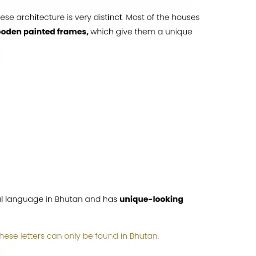 ese architecture is very distinct. Most of the houses
oden painted frames, which give them a unique
l language in Bhutan and has unique-looking
hese letters can only be found in Bhutan.